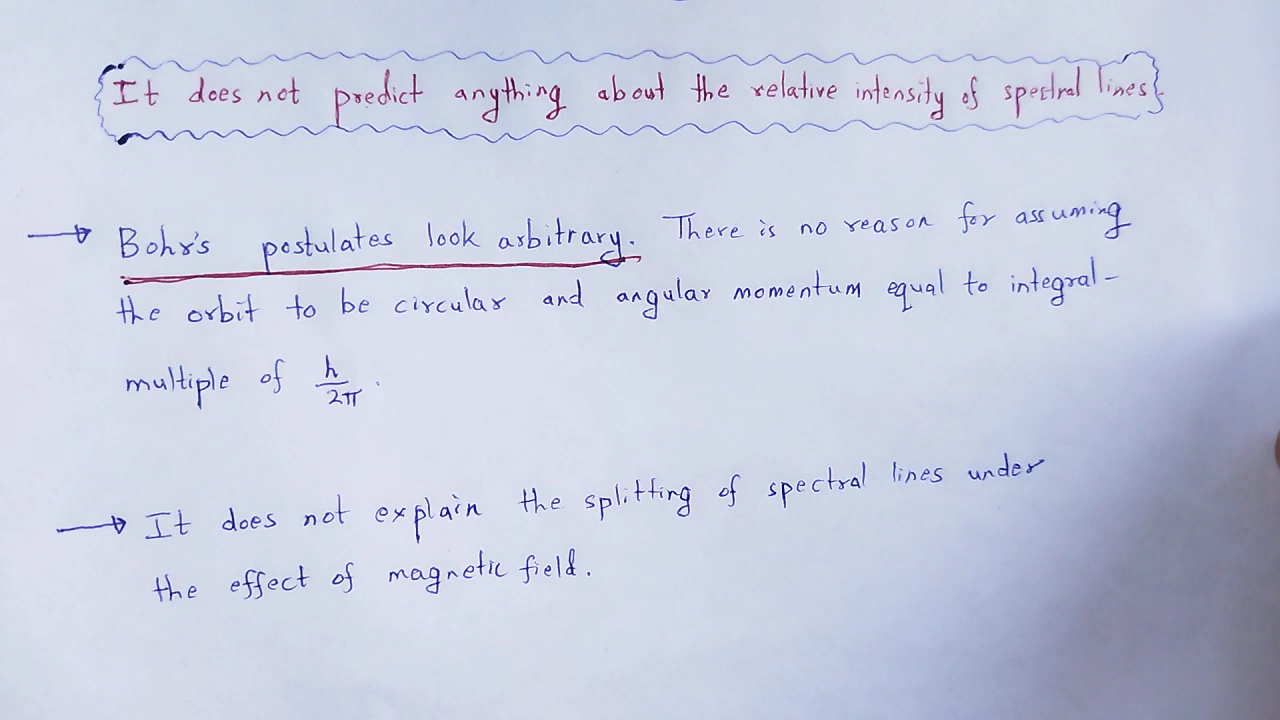 It does not predict anything about the relative intensity of spectral lines.
→ Bohr's postulates look arbitrary. There is no reason for assuming
the orbit to be circular and angular momentum equal to integral-
multiple of h/2π.
→ It does not explain the splitting of spectral lines under
the effect of magnetic field.